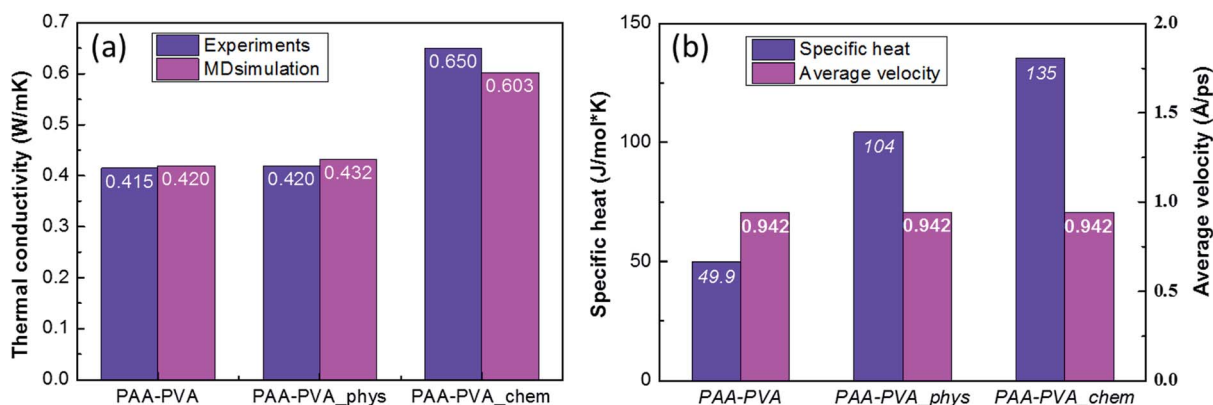 (a)
Experiments
MDsimulation
Thermal conductivity (W/mK)
0.7
0.6
0.5
0.4
0.3
0.2
0.1
0.0
0.415
0.420
0.420
0.432
0.650
0.603
PAA-PVA
PAA-PVA_phys
PAA-PVA_chem
(b)
Specific heat
Average velocity
Specific heat (J/mol*K)
150
100
50
0
49.9
0.942
104
0.942
135
0.942
PAA-PVA
PAA-PVA_phys
PAA-PVA_chem
2.0
1.5
1.0
0.5
0.0
Average velocity (Å/ps)